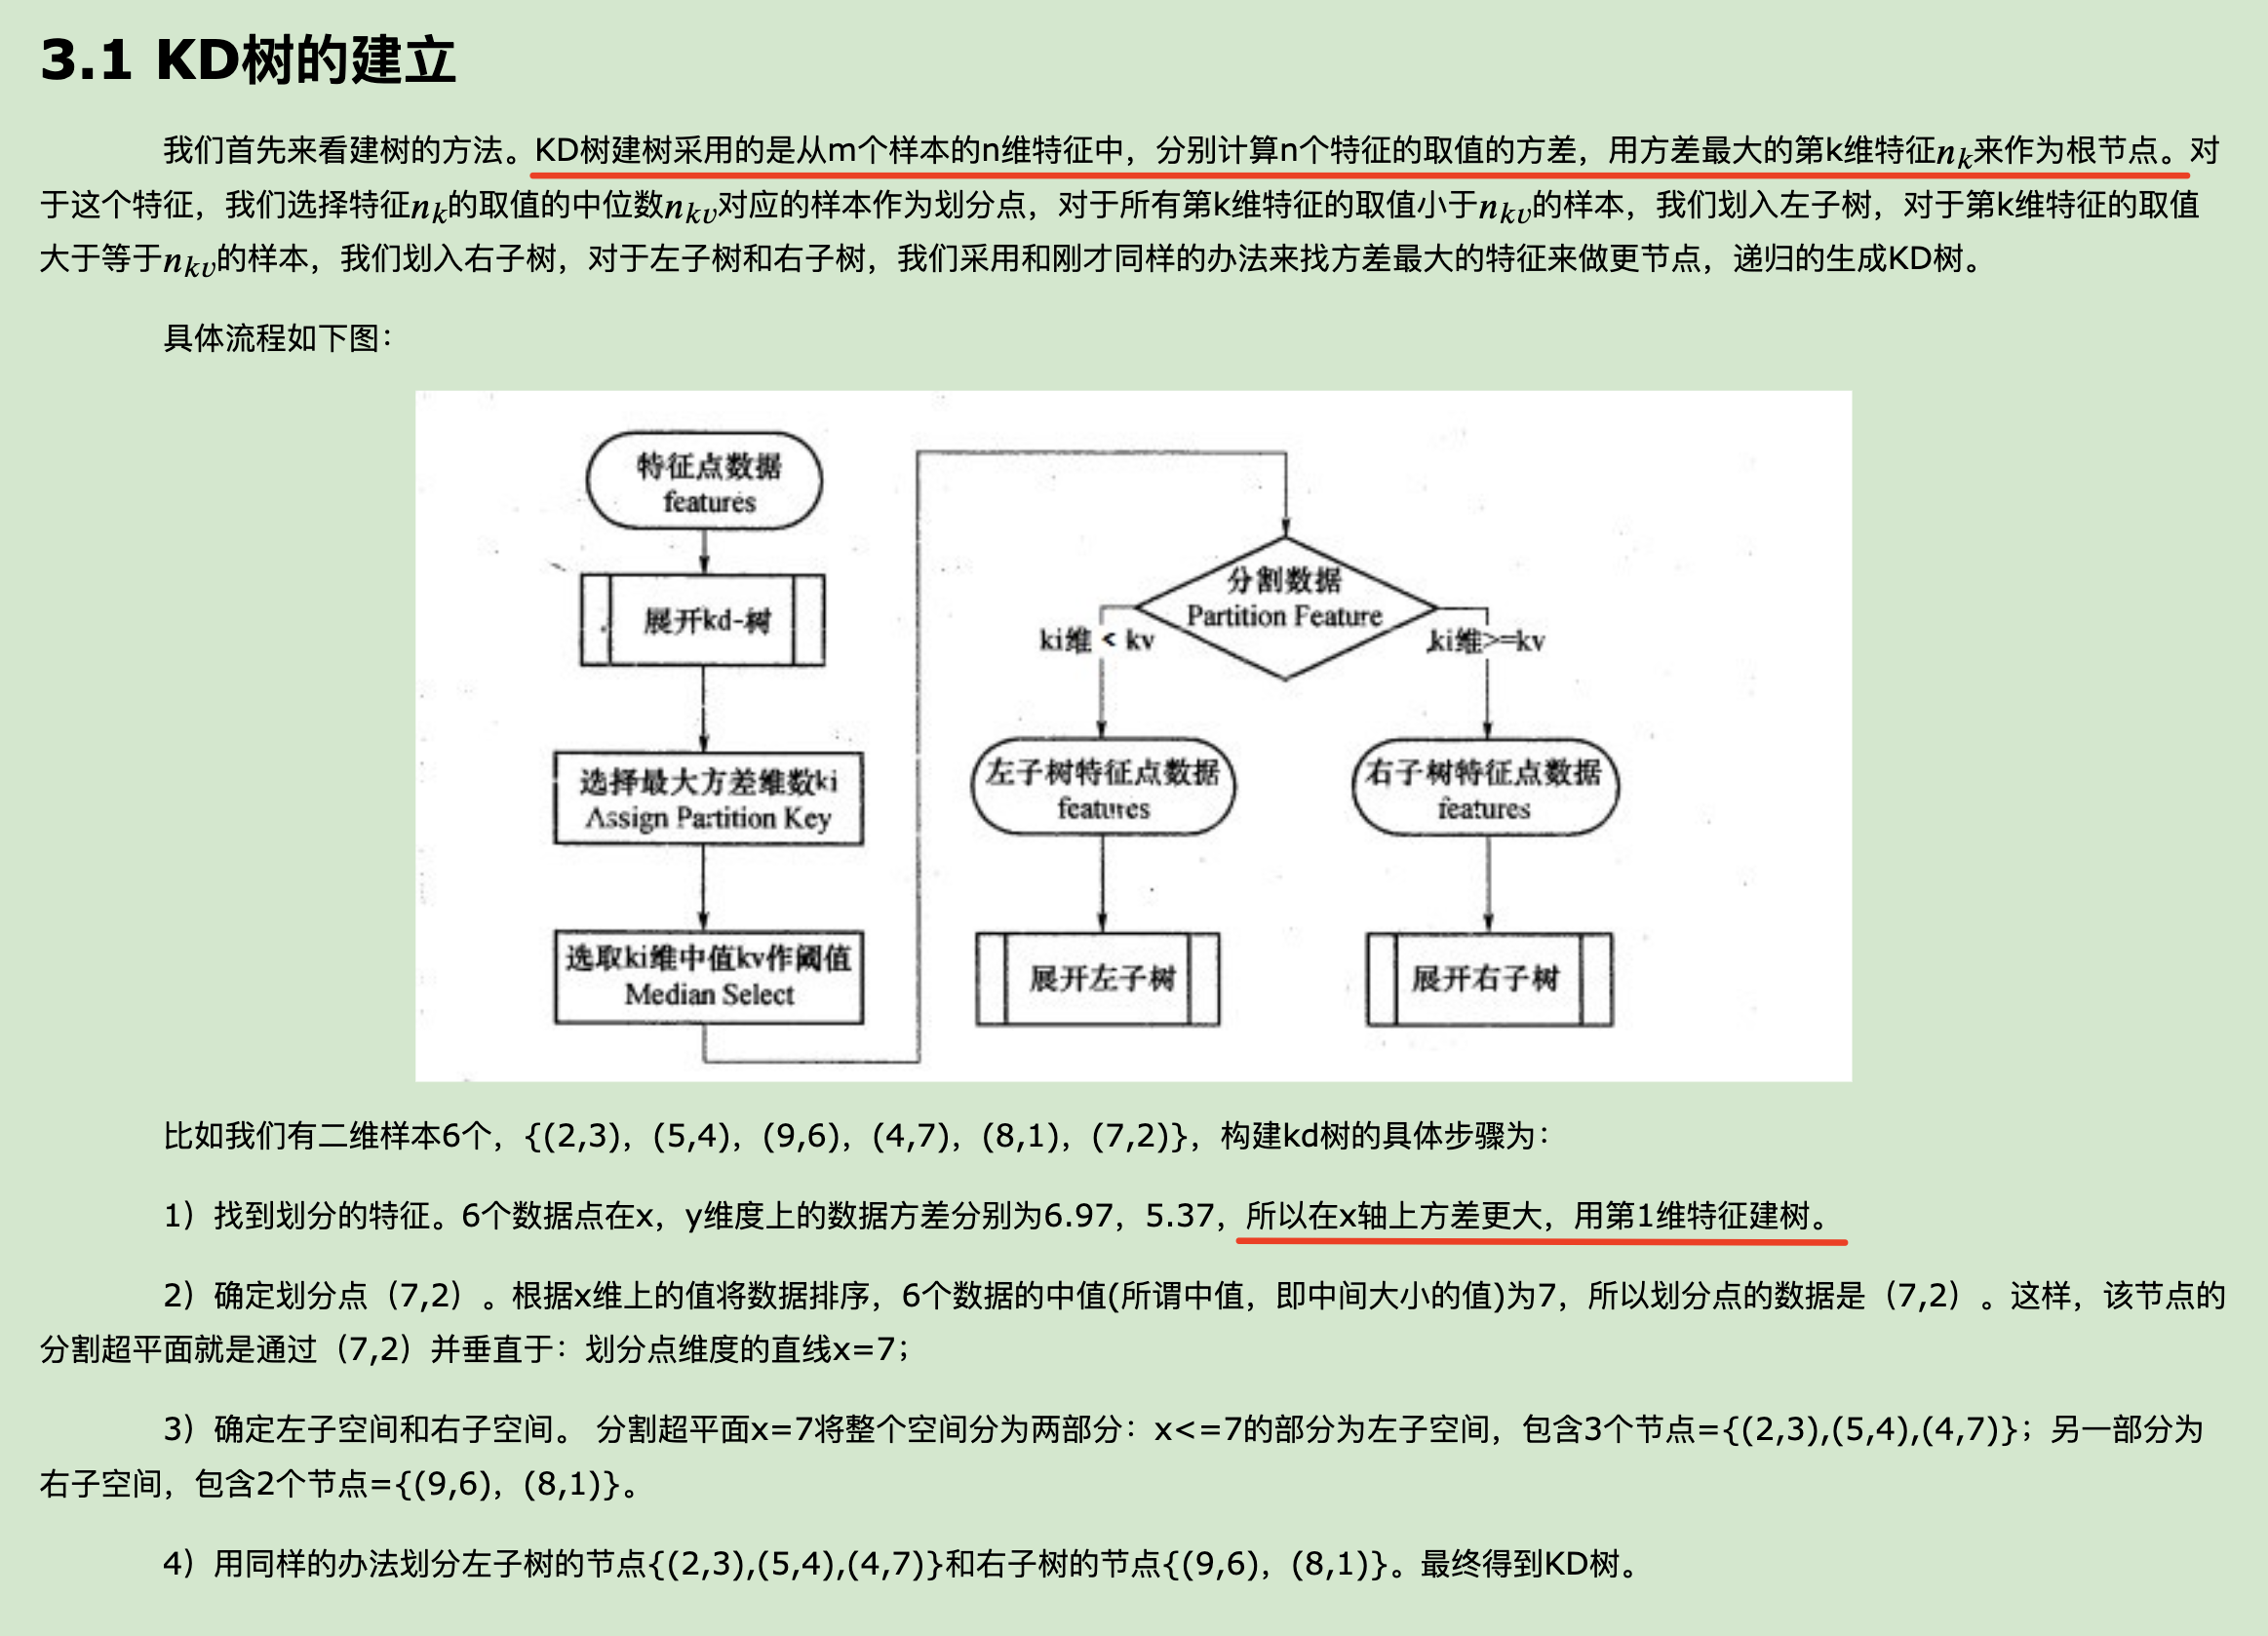 3.1 KD树的建立
我们首先来看建树的方法。KD树建树采用的是从m个样本的n维特征中，分别计算n个特征的取值的方差，用方差最大的第k维特征nk来作为根节点。对
于这个特征，我们选择特征nk的取值的中位数nkv对应的样本作为划分点，对于所有第k维特征的取值小于nkv的样本，我们划入左子树，对于第k维特征的取值
大于等于nkv的样本，我们划入右子树，对于左子树和右子树，我们采用和刚才同样的办法来找方差最大的特征来做更节点，递归的生成KD树。
具体流程如下图：
特征点数据
features
展开kd-树
选择最大方差维数ki
Assign Partition Key
选取ki维中值kv作阈值
Median Select
分割数据
Partition Feature
ki维 < kv
ki维>=kv
左子树特征点数据
features
右子树特征点数据
features
展开左子树
展开右子树
比如我们有二维样本6个，{(2,3)，(5,4)，(9,6)，(4,7)，(8,1)，(7,2)}，构建kd树的具体步骤为：
1）找到划分的特征。6个数据点在x，y维度上的数据方差分别为6.97，5.37，所以在x轴上方差更大，用第1维特征建树。
2）确定划分点（7,2）。根据x维上的值将数据排序，6个数据的中值(所谓中值，即中间大小的值)为7，所以划分点的数据是（7,2）。这样，该节点的
分割超平面就是通过（7,2）并垂直于：划分点维度的直线x=7；
3）确定左子空间和右子空间。 分割超平面x=7将整个空间分为两部分：x<=7的部分为左子空间，包含3个节点={(2,3),(5,4),(4,7)}；另一部分为
右子空间，包含2个节点={(9,6)，(8,1)}。
4）用同样的办法划分左子树的节点{(2,3),(5,4),(4,7)}和右子树的节点{(9,6)，(8,1)}。最终得到KD树。